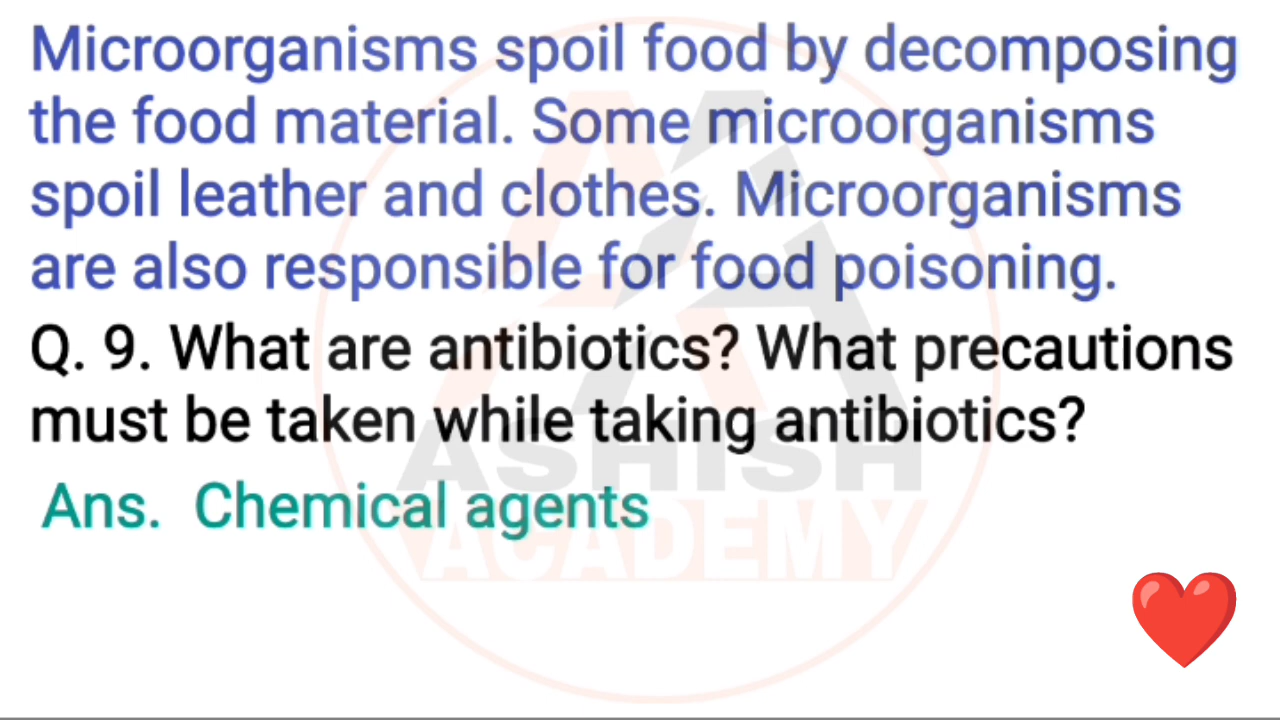 Microorganisms spoil food by decomposing
the food material. Some microorganisms
spoil leather and clothes. Microorganisms
are also responsible for food poisoning.
Q. 9. What are antibiotics? What precautions
must be taken while taking antibiotics?
Ans. Chemical agents
ASHISH
ACADEMY